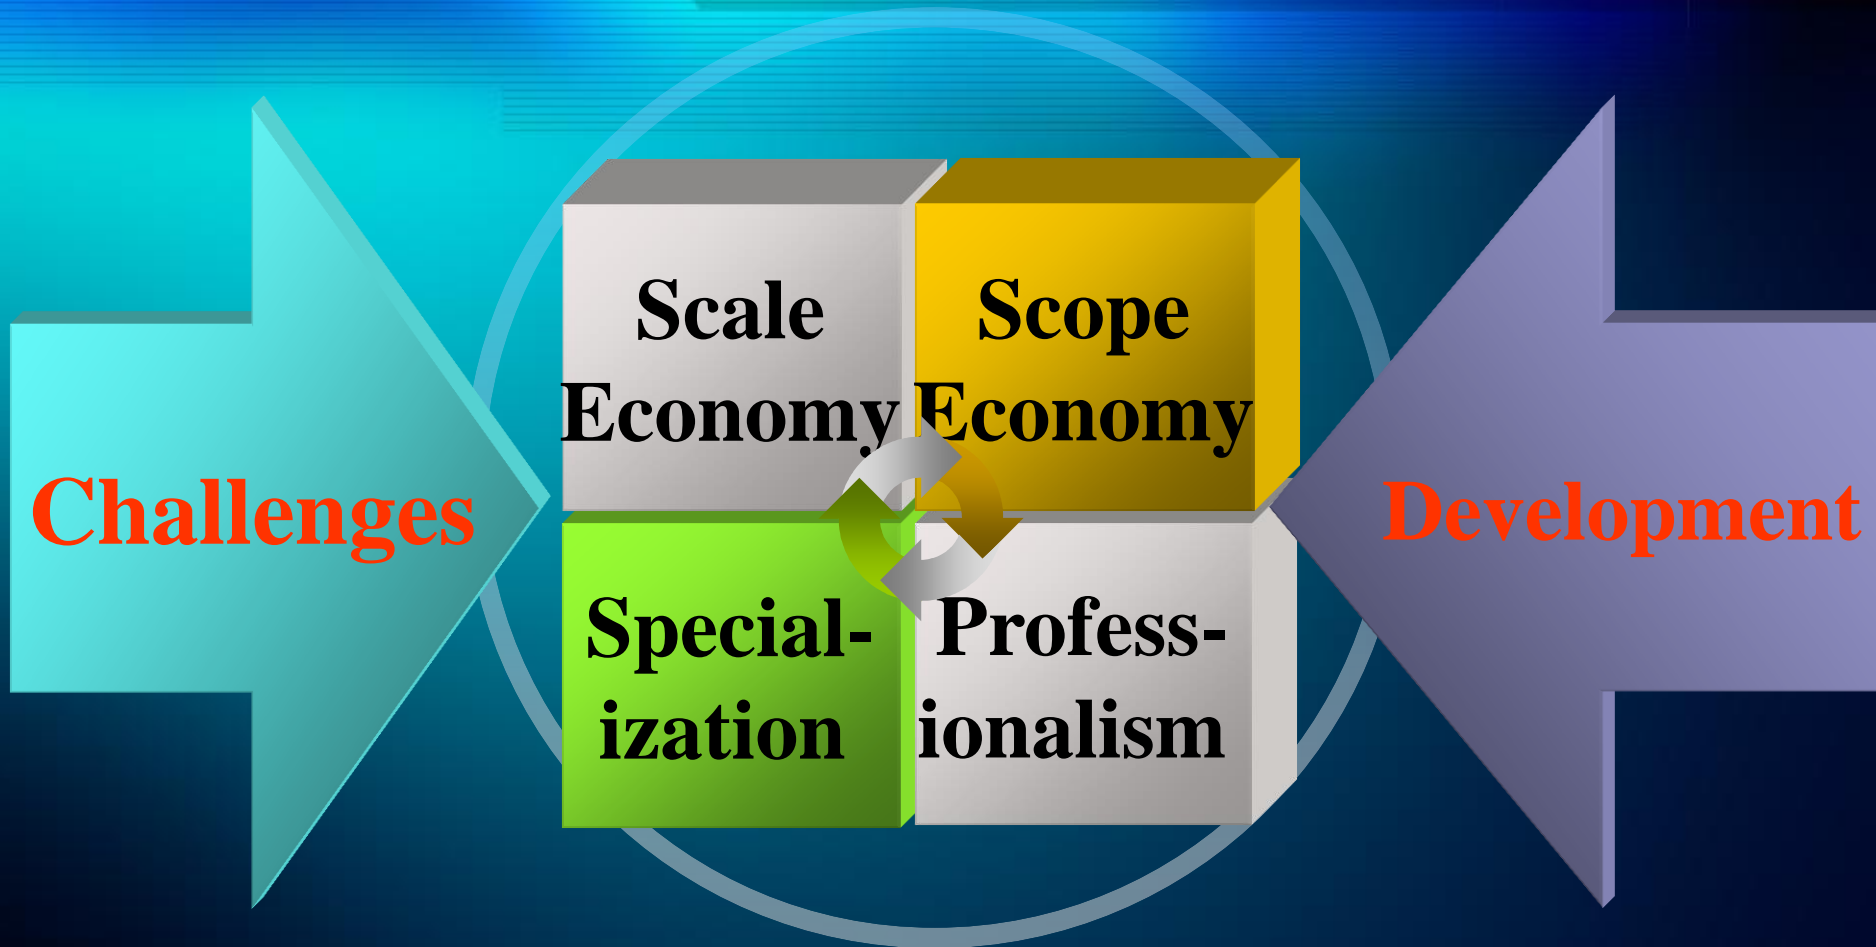 Scale
Economy
Scope
Economy
Challenges
Development
Special-
ization
Profess-
ionalism